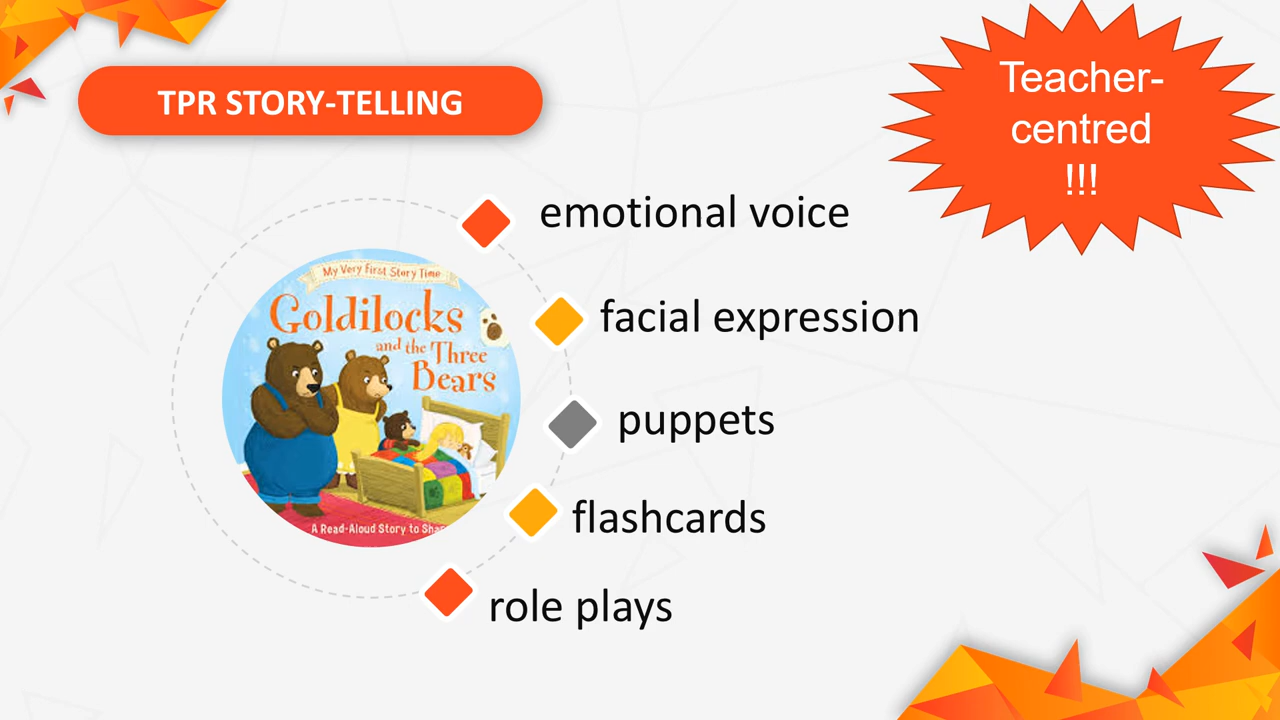 TPR STORY-TELLING
Teacher-
centred
!!!
emotional voice
facial expression
puppets
flashcards
role plays
My Very First Story Time
Goldilocks
and the Three
Bears
A Read-Aloud Story to